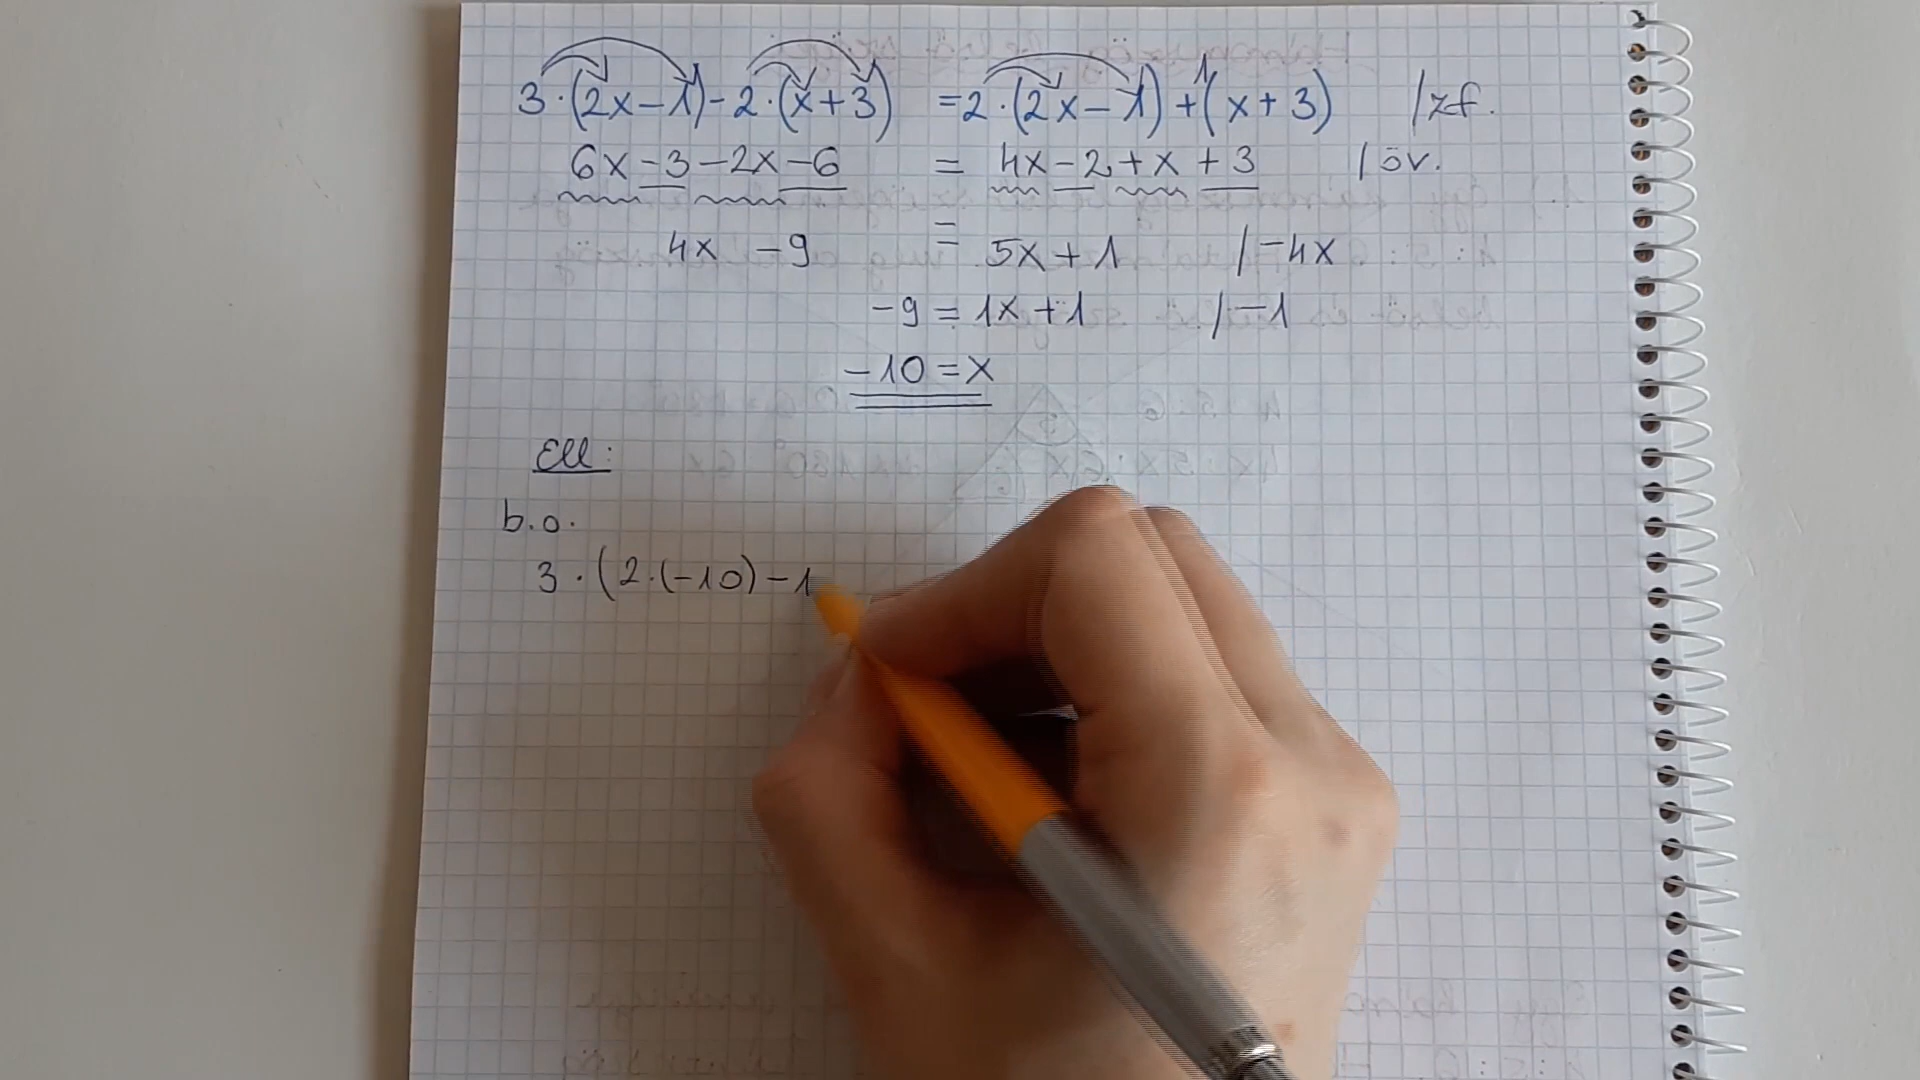 3·(2x-1)-2·(x+3) =2·(2x-1)+1(x+3) /zf.
6x-3-2x-6 = 4x-2+x+3 /öv.
4x -9 = 5x+1 /-4x
-9 = 1x+1 /-1
-10=x
Ell:
b.o.
3·(2·(-10)-1